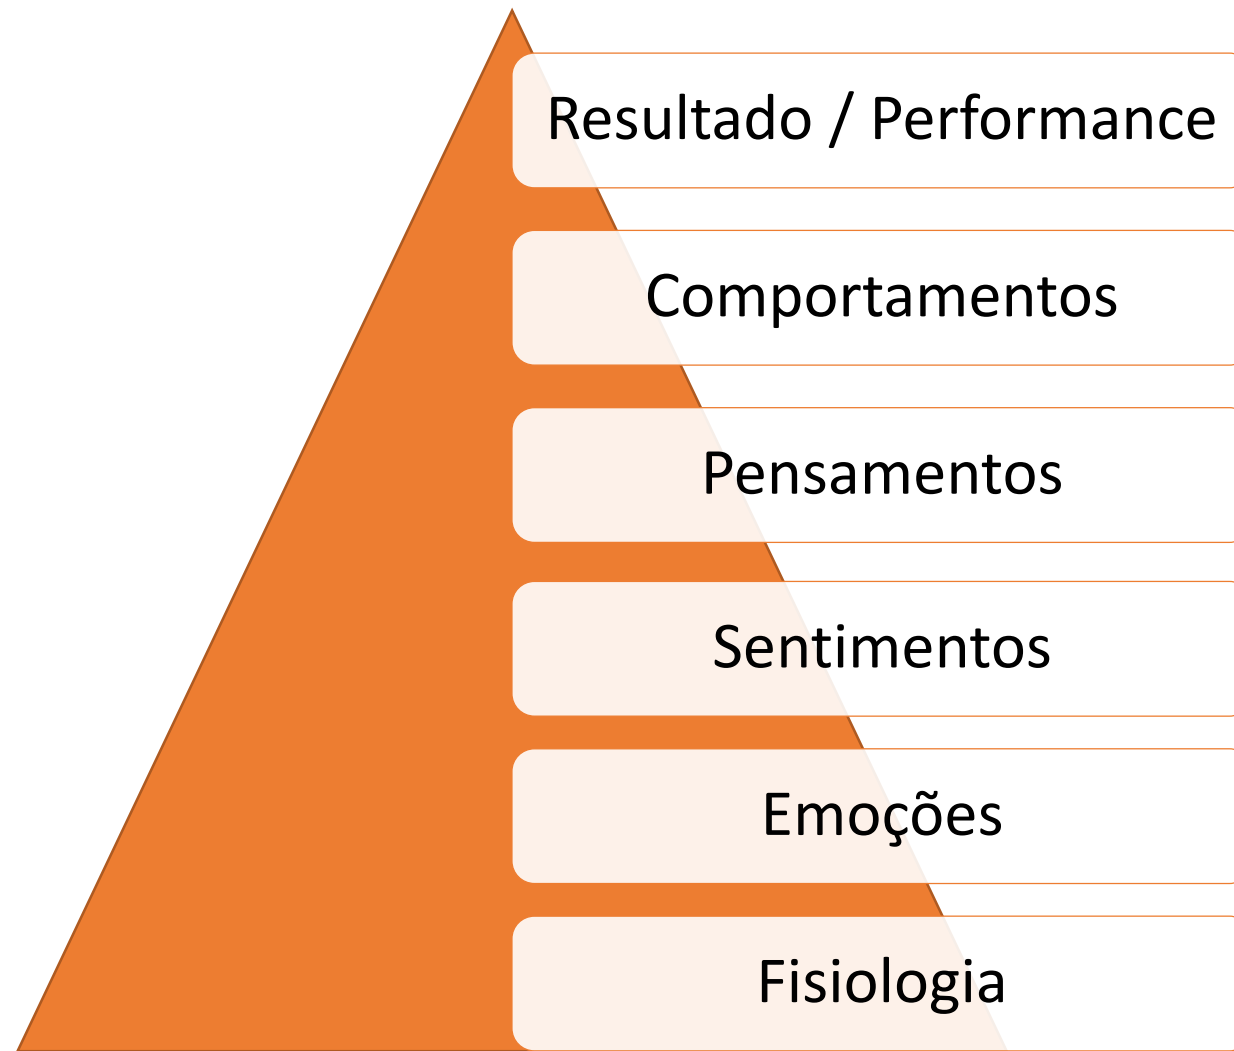 Resultado / Performance
Comportamentos
Pensamentos
Sentimentos
Emoções
Fisiologia